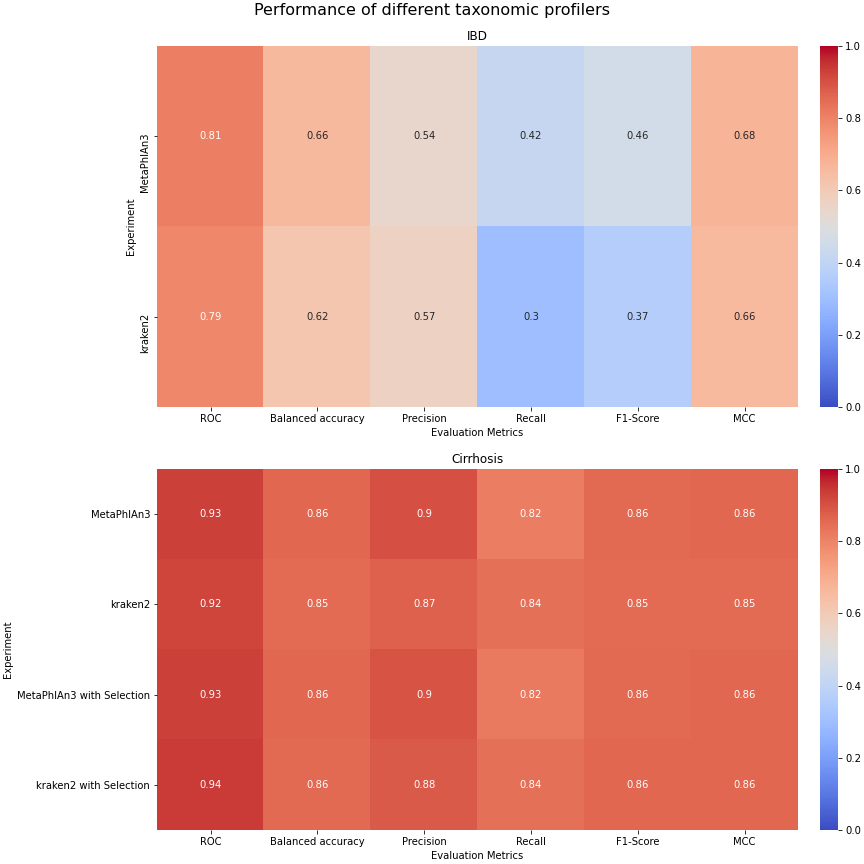 Performance of different taxonomic profilers
IBD
MetaPhlAn3
0.81 0.66 0.54 0.42 0.46 0.68
kraken2
0.79 0.62 0.57 0.3 0.37 0.66
Experiment
ROC Balanced accuracy Precision Recall F1-Score MCC
Evaluation Metrics
1.0
0.8
0.6
0.4
0.2
0.0
Cirrhosis
MetaPhlAn3 0.93 0.86 0.9 0.82 0.86 0.86
kraken2 0.92 0.85 0.87 0.84 0.85 0.85
MetaPhlAn3 with Selection 0.93 0.86 0.9 0.82 0.86 0.86
kraken2 with Selection 0.94 0.86 0.88 0.84 0.86 0.86
Experiment
ROC Balanced accuracy Precision Recall F1-Score MCC
Evaluation Metrics
1.0
0.8
0.6
0.4
0.2
0.0